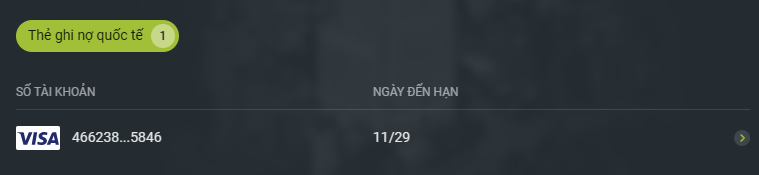 Thẻ ghi nợ quốc tế 1
SỐ TÀI KHOẢN NGÀY ĐẾN HẠN
VISA 466238...5846 11/29